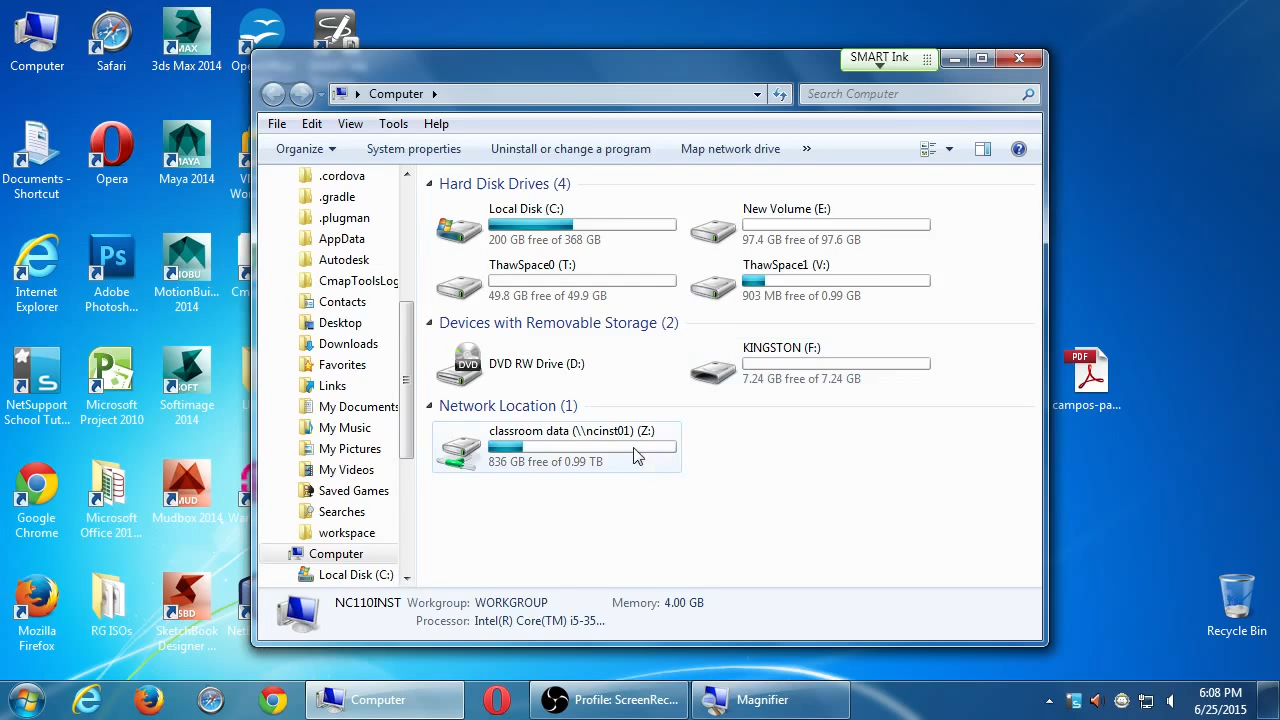 Computer
Safari
3ds Max 2014
Documents -
Shortcut
Opera
Maya 2014
Internet
Explorer
Adobe
Photosh...
MotionBui...
2014
NetSupport
School Tut...
Microsoft
Project 2010
Softimage
2014
Google
Chrome
Microsoft
Office 201...
Mudbox 2014
Mozilla
Firefox
RG ISOs
SketchBook
Designer ...
SMART Ink
Computer
Search Computer
File Edit View Tools Help
Organize System properties Uninstall or change a program Map network drive »
.cordova
.gradle
.plugman
AppData
Autodesk
CmapToolsLog
Contacts
Desktop
Downloads
Favorites
Links
My Documents
My Music
My Pictures
My Videos
Saved Games
Searches
workspace
Computer
Local Disk (C:)
Hard Disk Drives (4)
Local Disk (C:)
200 GB free of 368 GB
New Volume (E:)
97.4 GB free of 97.6 GB
ThawSpace0 (T:)
49.8 GB free of 49.9 GB
ThawSpace1 (V:)
903 MB free of 0.99 GB
Devices with Removable Storage (2)
DVD
DVD RW Drive (D:)
KINGSTON (F:)
7.24 GB free of 7.24 GB
Network Location (1)
classroom data (\\ncinst01) (Z:)
836 GB free of 0.99 TB
NC110INST Workgroup: WORKGROUP Memory: 4.00 GB
Processor: Intel(R) Core(TM) i5-35...
PDF
campos-pa...
Recycle Bin
Computer
Profile: ScreenRec...
Magnifier
6:08 PM
6/25/2015